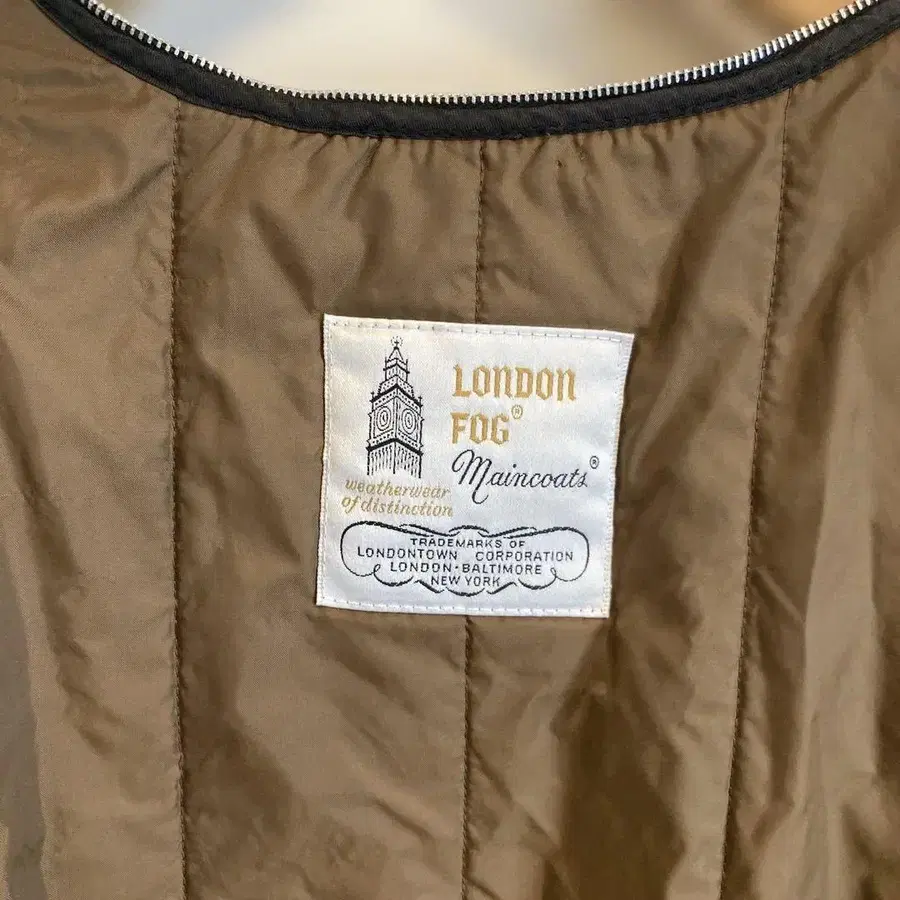 LONDON
FOG®
Maincoats®
weatherwear
of distinction
TRADEMARKS OF
LONDONTOWN CORPORATION
LONDON·BALTIMORE
NEW YORK